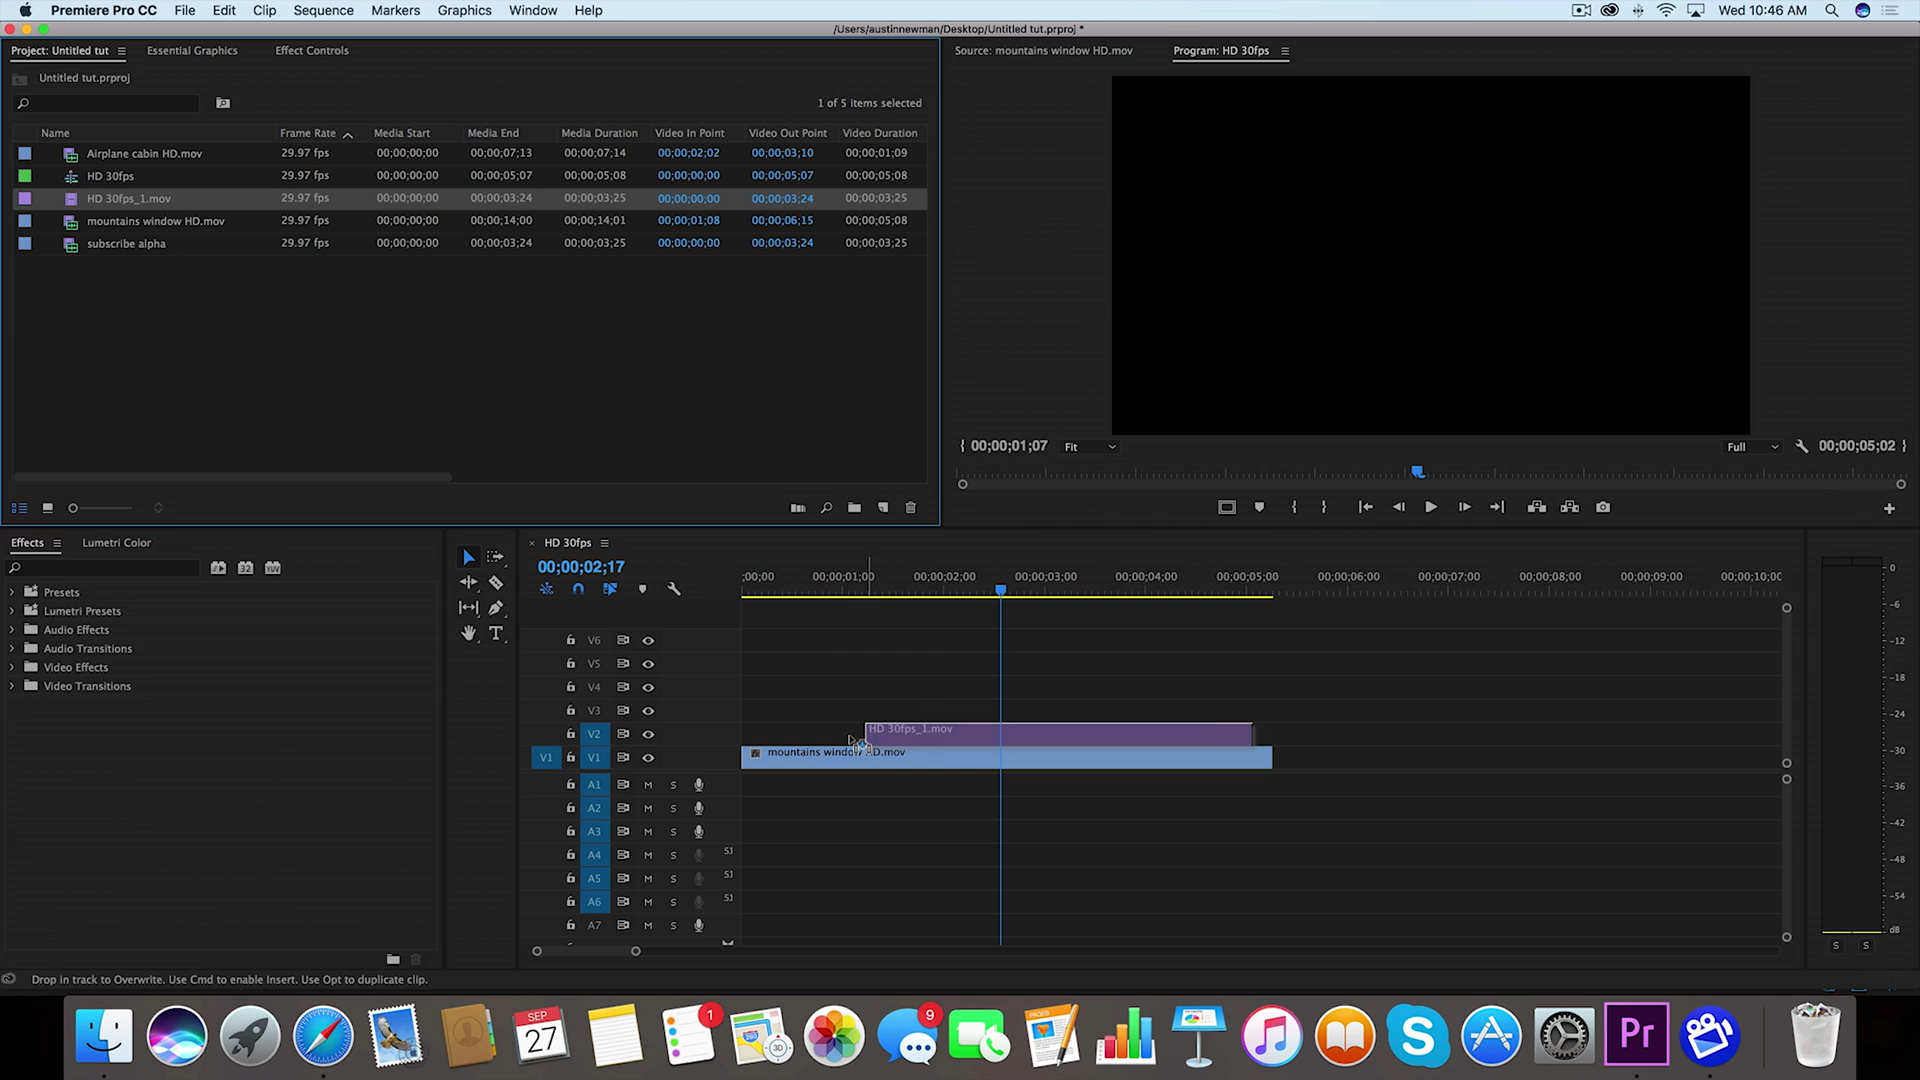 Premiere Pro CC File Edit Clip Sequence Markers Graphics Window Help Wed 10:46 AM
/Users/austinnewman/Desktop/Untitled tut.prproj *
Project: Untitled tut Essential Graphics Effect Controls Source: mountains window HD.mov Program: HD 30fps
Untitled tut.prproj
1 of 5 items selected
Name Frame Rate Media Start Media End Media Duration Video In Point Video Out Point Video Duration
Airplane cabin HD.mov 29.97 fps 00;00;00;00 00;00;07;13 00;00;07;14 00;00;02;02 00;00;03;10 00;00;01;09
HD 30fps 29.97 fps 00;00;00;00 00;00;05;07 00;00;05;08 00;00;00;00 00;00;05;07 00;00;05;08
HD 30fps_1.mov 29.97 fps 00;00;00;00 00;00;03;24 00;00;03;25 00;00;00;00 00;00;03;24 00;00;03;25
mountains window HD.mov 29.97 fps 00;00;00;00 00;00;14;00 00;00;14;01 00;00;01;08 00;00;06;15 00;00;05;08
subscribe alpha 29.97 fps 00;00;00;00 00;00;03;24 00;00;03;25 00;00;00;00 00;00;03;24 00;00;03;25
00;00;01;07 Fit Full 00;00;05;02
Effects Lumetri Color HD 30fps
00;00;02;17
32 YUV
;00;00 00;00;01;00 00;00;02;00 00;00;03;00 00;00;04;00 00;00;05;00 00;00;06;00 00;00;07;00 00;00;08;00 00;00;09;00 00;00;10;00
Presets
Lumetri Presets
Audio Effects
Audio Transitions
Video Effects
Video Transitions
T
V6
V5
V4
V3
V2 HD 30fps_1.mov
V1 V1 mountains window HD.mov
A1 M S
A2 M S
A3 M S
A4 M S 5.1
A5 M S 5.1
A6 M S 5.1
A7 M S
0
-6
-12
-18
-24
-30
-36
-42
-48
-54
dB
S S
Drop in track to Overwrite. Use Cmd to enable Insert. Use Opt to duplicate clip.
SEP
27
1
3D
9
PAGES
S
Pr